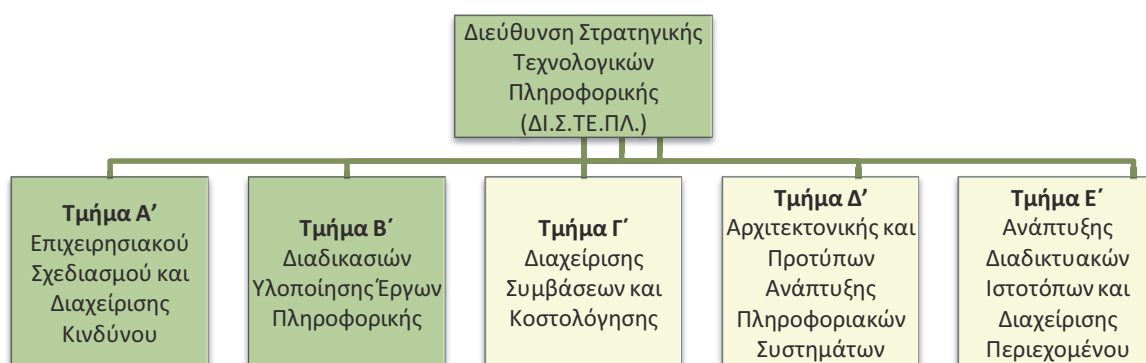 Διεύθυνση Στρατηγικής
Τεχνολογικών
Πληροφορικής
(ΔΙ.Σ.ΤΕ.ΠΛ.)
Τμήμα Α’
Επιχειρησιακού
Σχεδιασμού και
Διαχείρισης
Κινδύνου
Τμήμα Β΄
Διαδικασιών
Υλοποίησης Έργων
Πληροφορικής
Τμήμα Γ΄
Διαχείρισης
Συμβάσεων και
Κοστολόγησης
Τμήμα Δ’
Αρχιτεκτονικής και
Προτύπων
Ανάπτυξης
Πληροφοριακών
Συστημάτων
Τμήμα Ε΄
Ανάπτυξης
Διαδικτυακών
Ιστοτόπων και
Διαχείρισης
Περιεχομένου